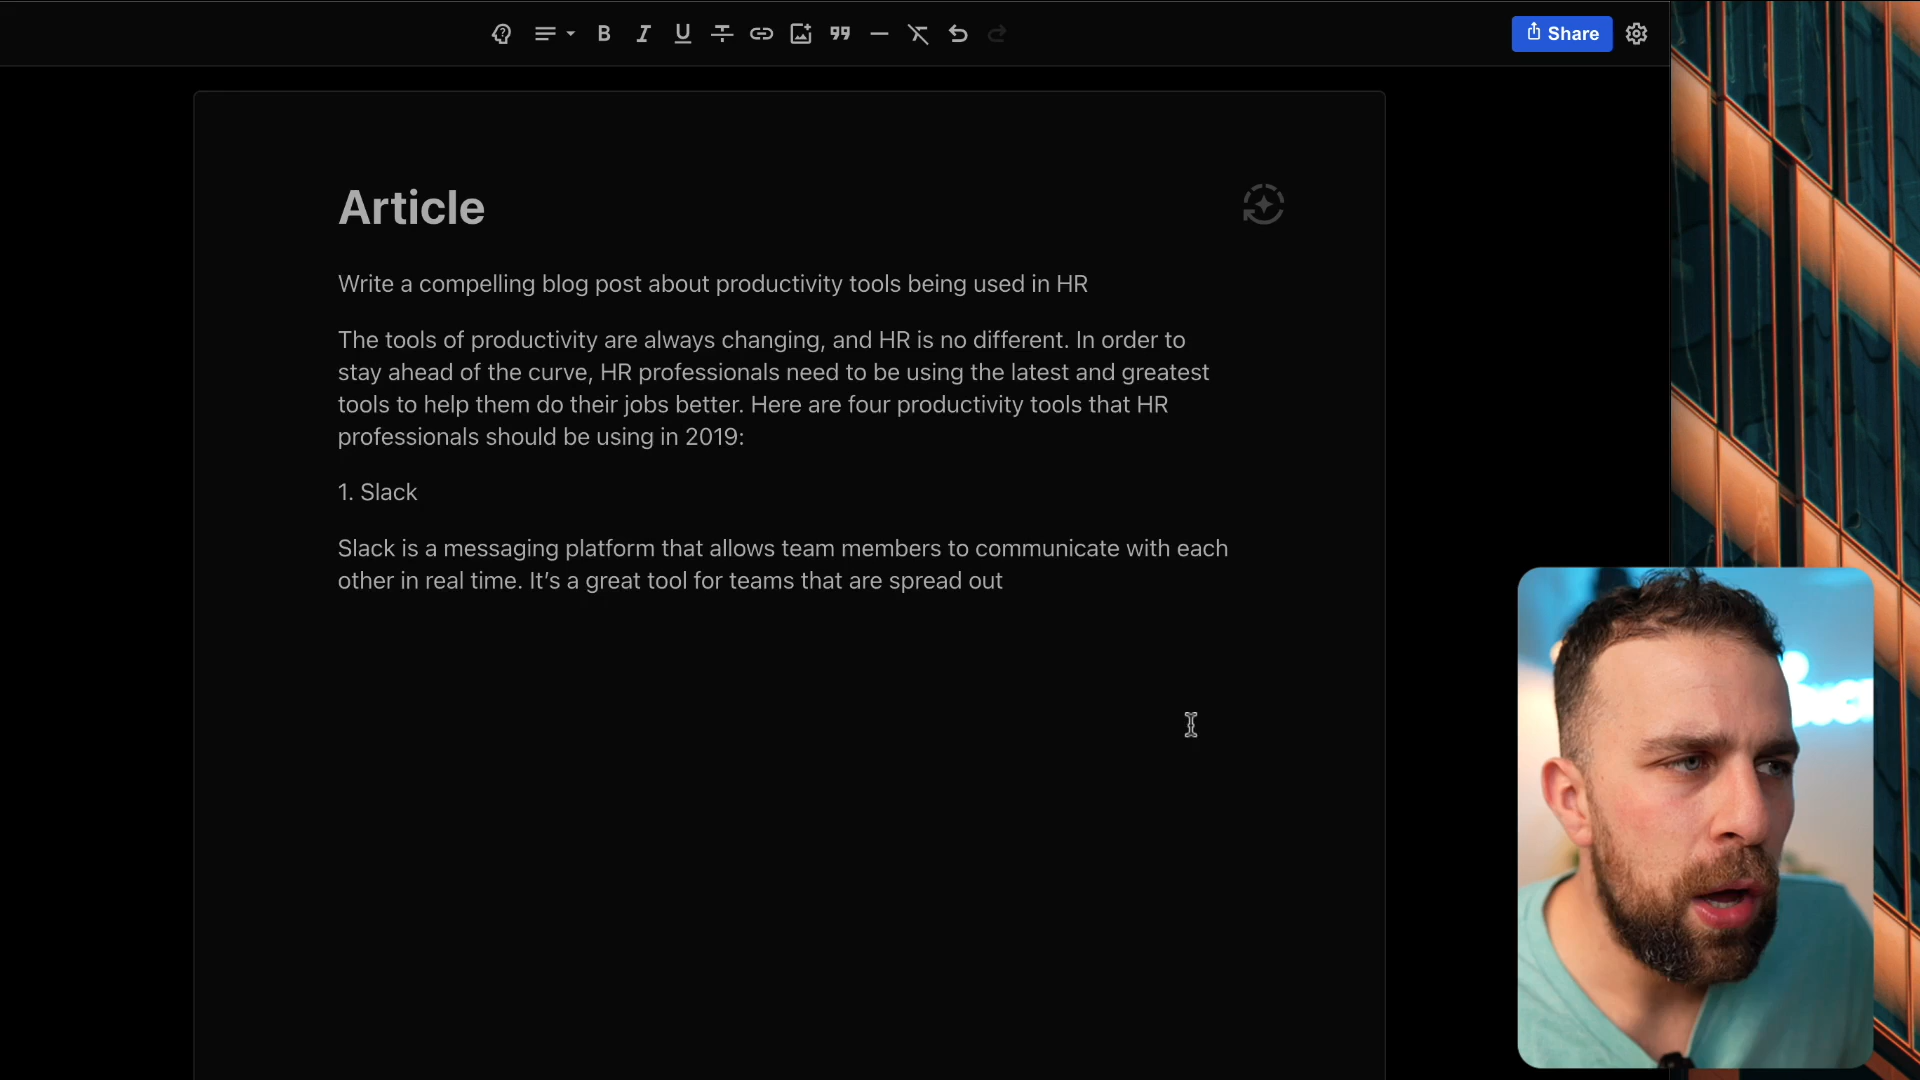 Share
Article
Write a compelling blog post about productivity tools being used in HR
The tools of productivity are always changing, and HR is no different. In order to
stay ahead of the curve, HR professionals need to be using the latest and greatest
tools to help them do their jobs better. Here are four productivity tools that HR
professionals should be using in 2019:
1. Slack
Slack is a messaging platform that allows team members to communicate with each
other in real time. It’s a great tool for teams that are spread out